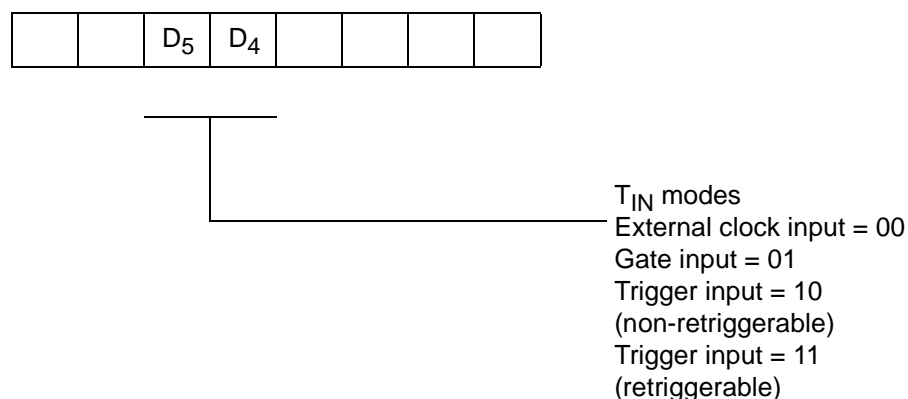 D5 D4
TIN modes
External clock input = 00
Gate input = 01
Trigger input = 10
(non-retriggerable)
Trigger input = 11
(retriggerable)